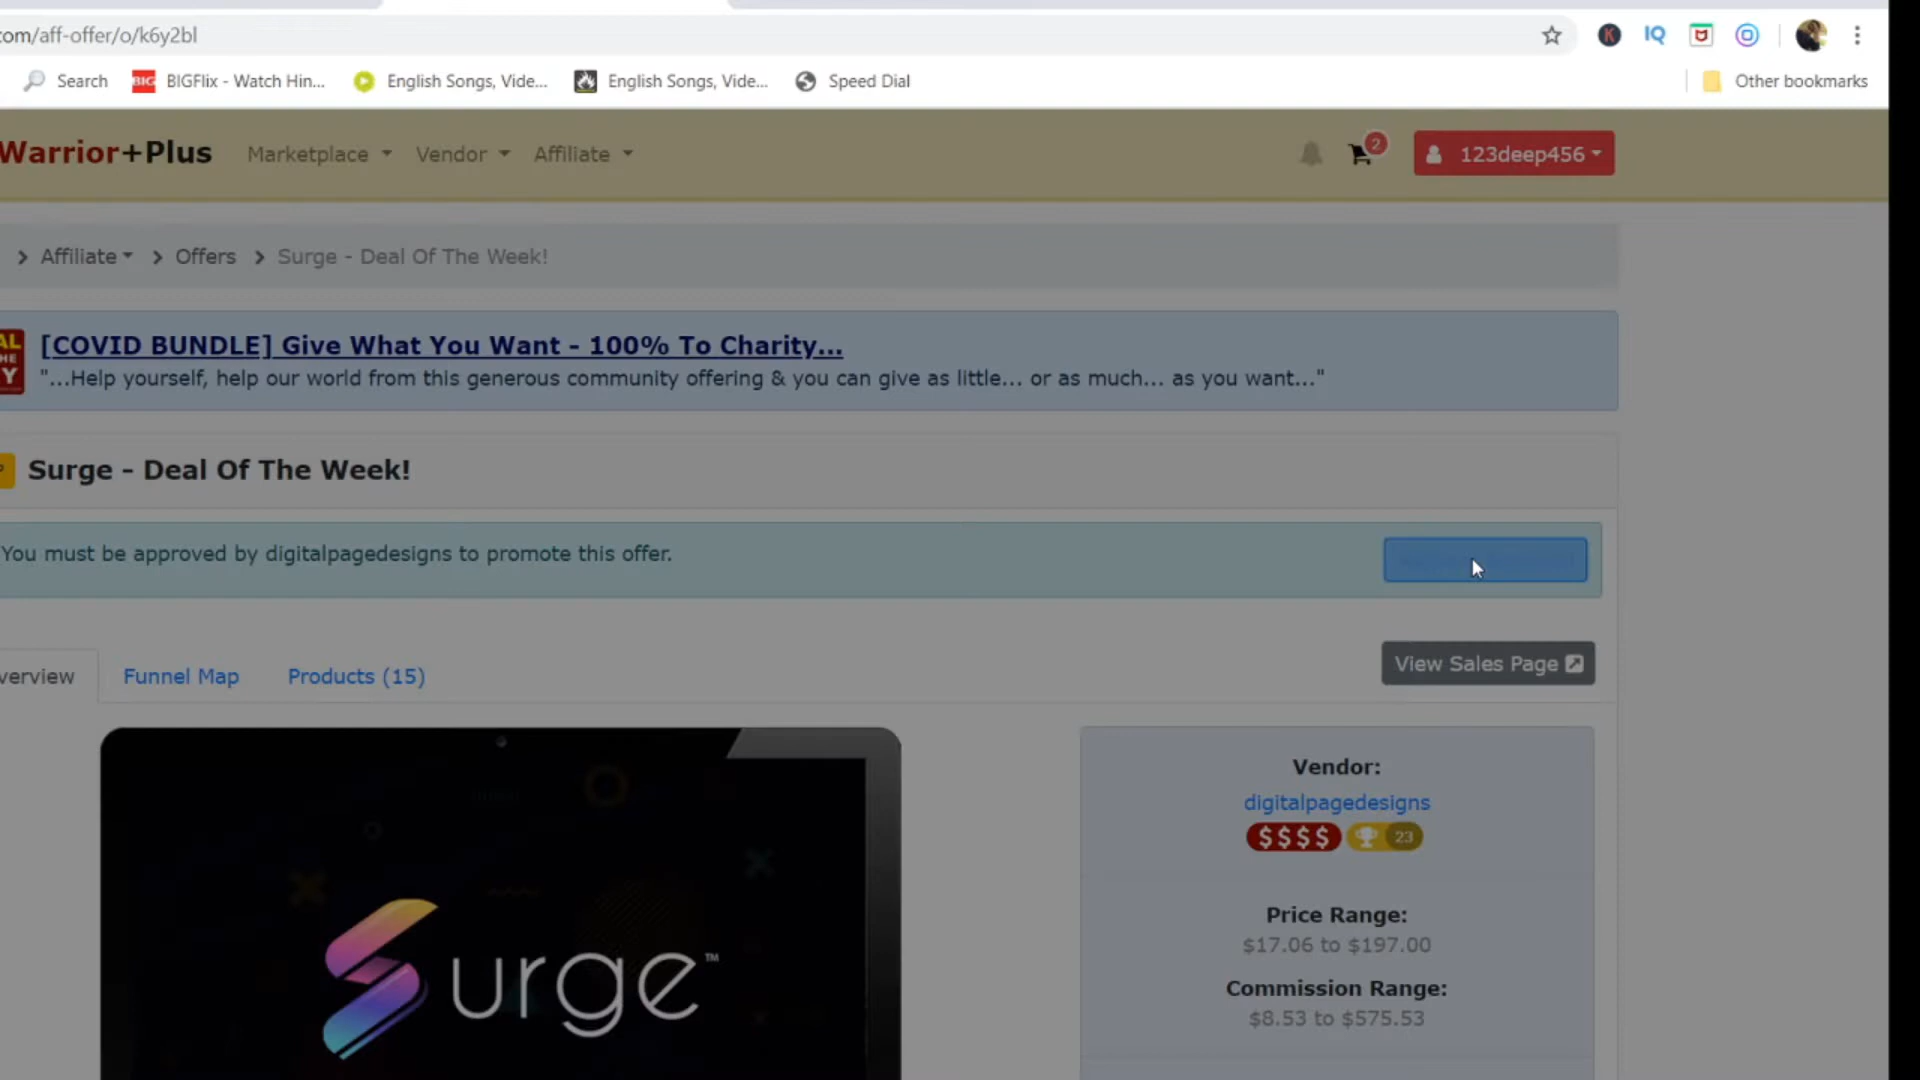 com/aff-offer/o/k6y2bl
Search BIG BIGFlix - Watch Hin... English Songs, Vide... English Songs, Vide... Speed Dial Other bookmarks
Warrior+Plus Marketplace Vendor Affiliate 2 123deep456
Affiliate Offers Surge - Deal Of The Week!
[COVID BUNDLE] Give What You Want - 100% To Charity...
"...Help yourself, help our world from this generous community offering & you can give as little... or as much... as you want..."
Surge - Deal Of The Week!
You must be approved by digitalpagedesigns to promote this offer.
verview Funnel Map Products (15) View Sales Page
Vendor:
digitalpagedesigns
$$$$ 23
Price Range:
$17.06 to $197.00
Commission Range:
$8.53 to $575.53
Surge™